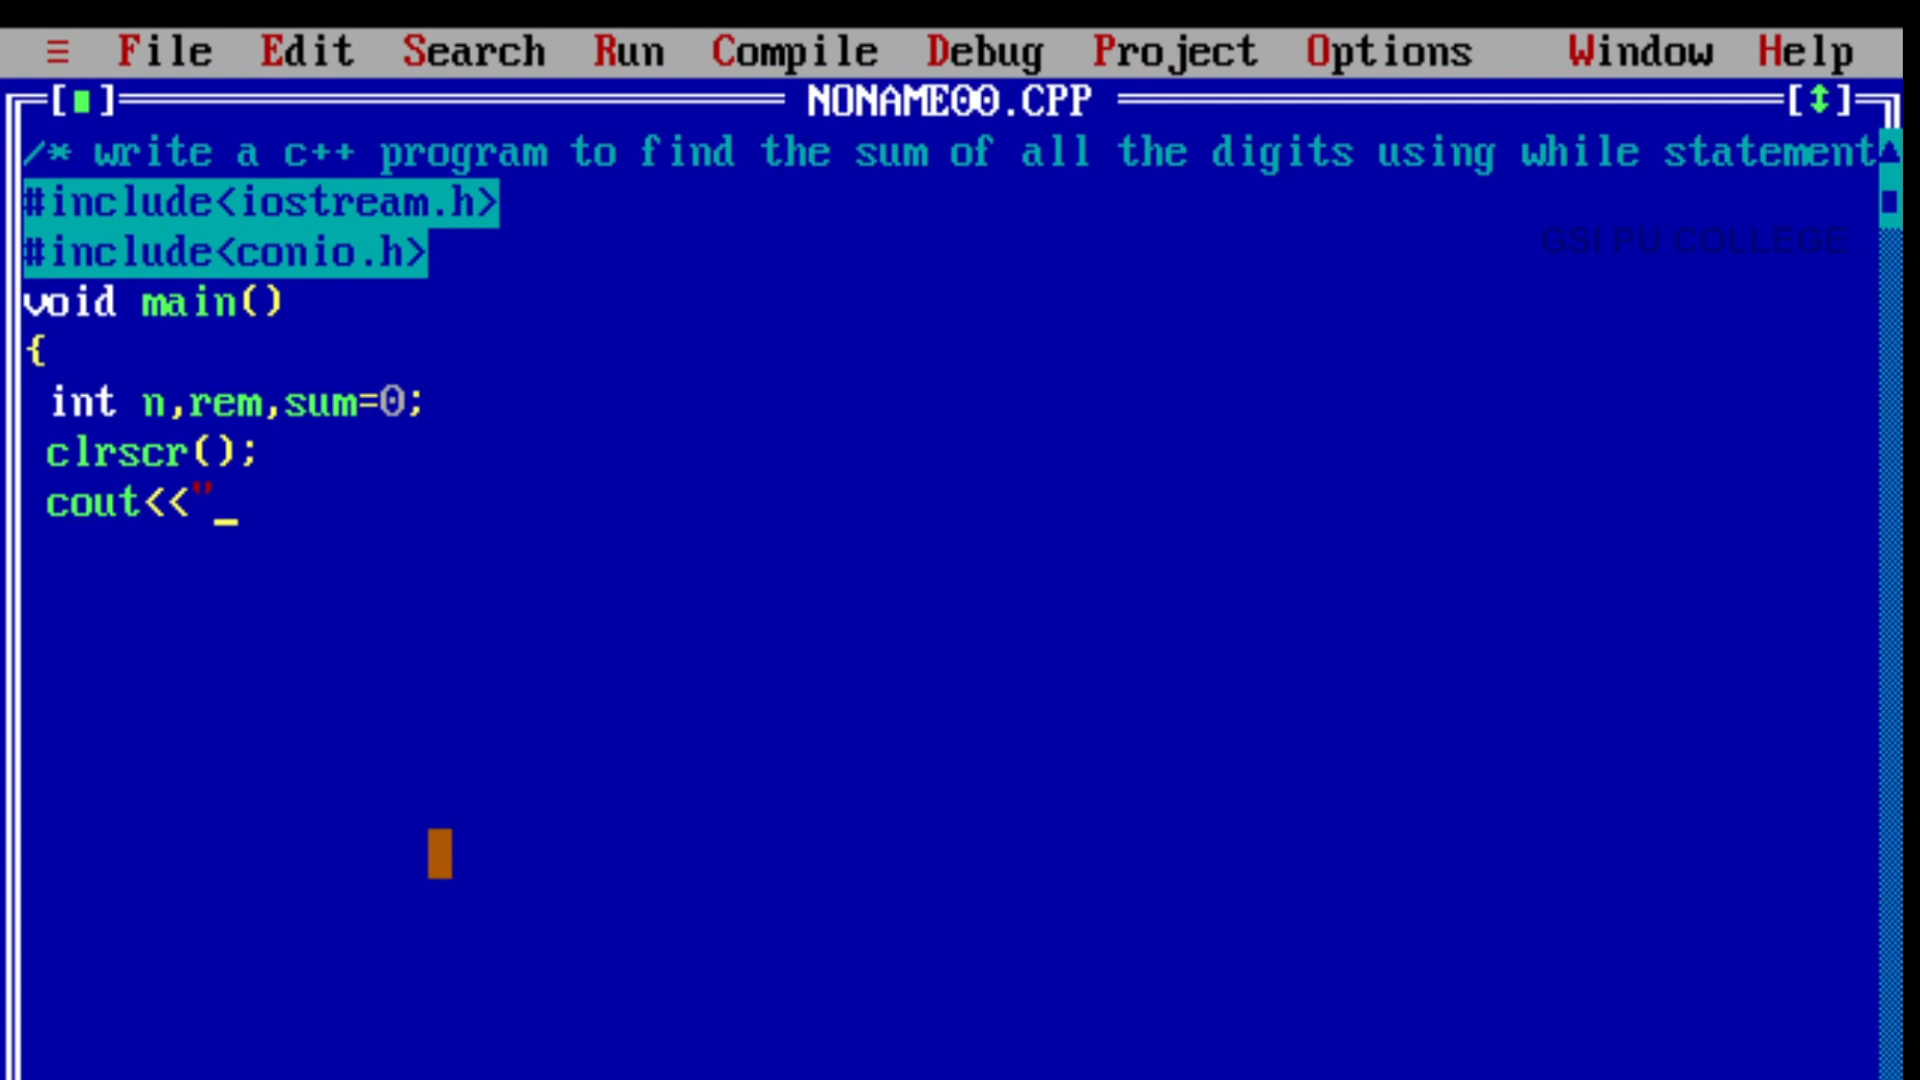 ≡ File Edit Search Run Compile Debug Project Options Window Help
[■] NONAME00.CPP [↕]
/* write a c++ program to find the sum of all the digits using while statement
#include<iostream.h>
#include<conio.h>
GSI PU COLLEGE
void main()
{
int n,rem,sum=0;
clrscr();
cout<<"_